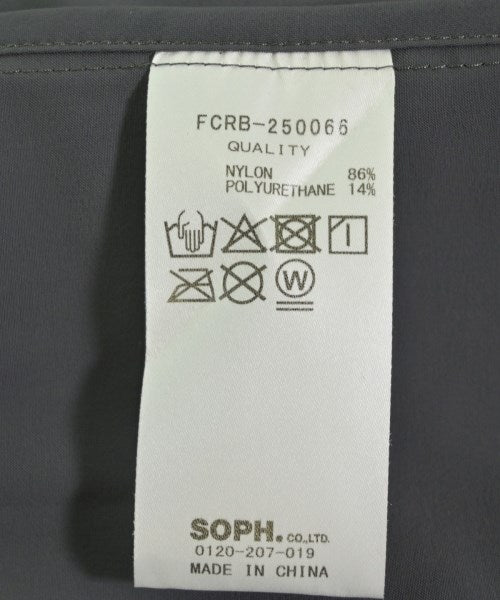 FCRB-250066
QUALITY
NYLON 86%
POLYURETHANE 14%
W
SOPH. CO.,LTD.
0120-207-019
MADE IN CHINA